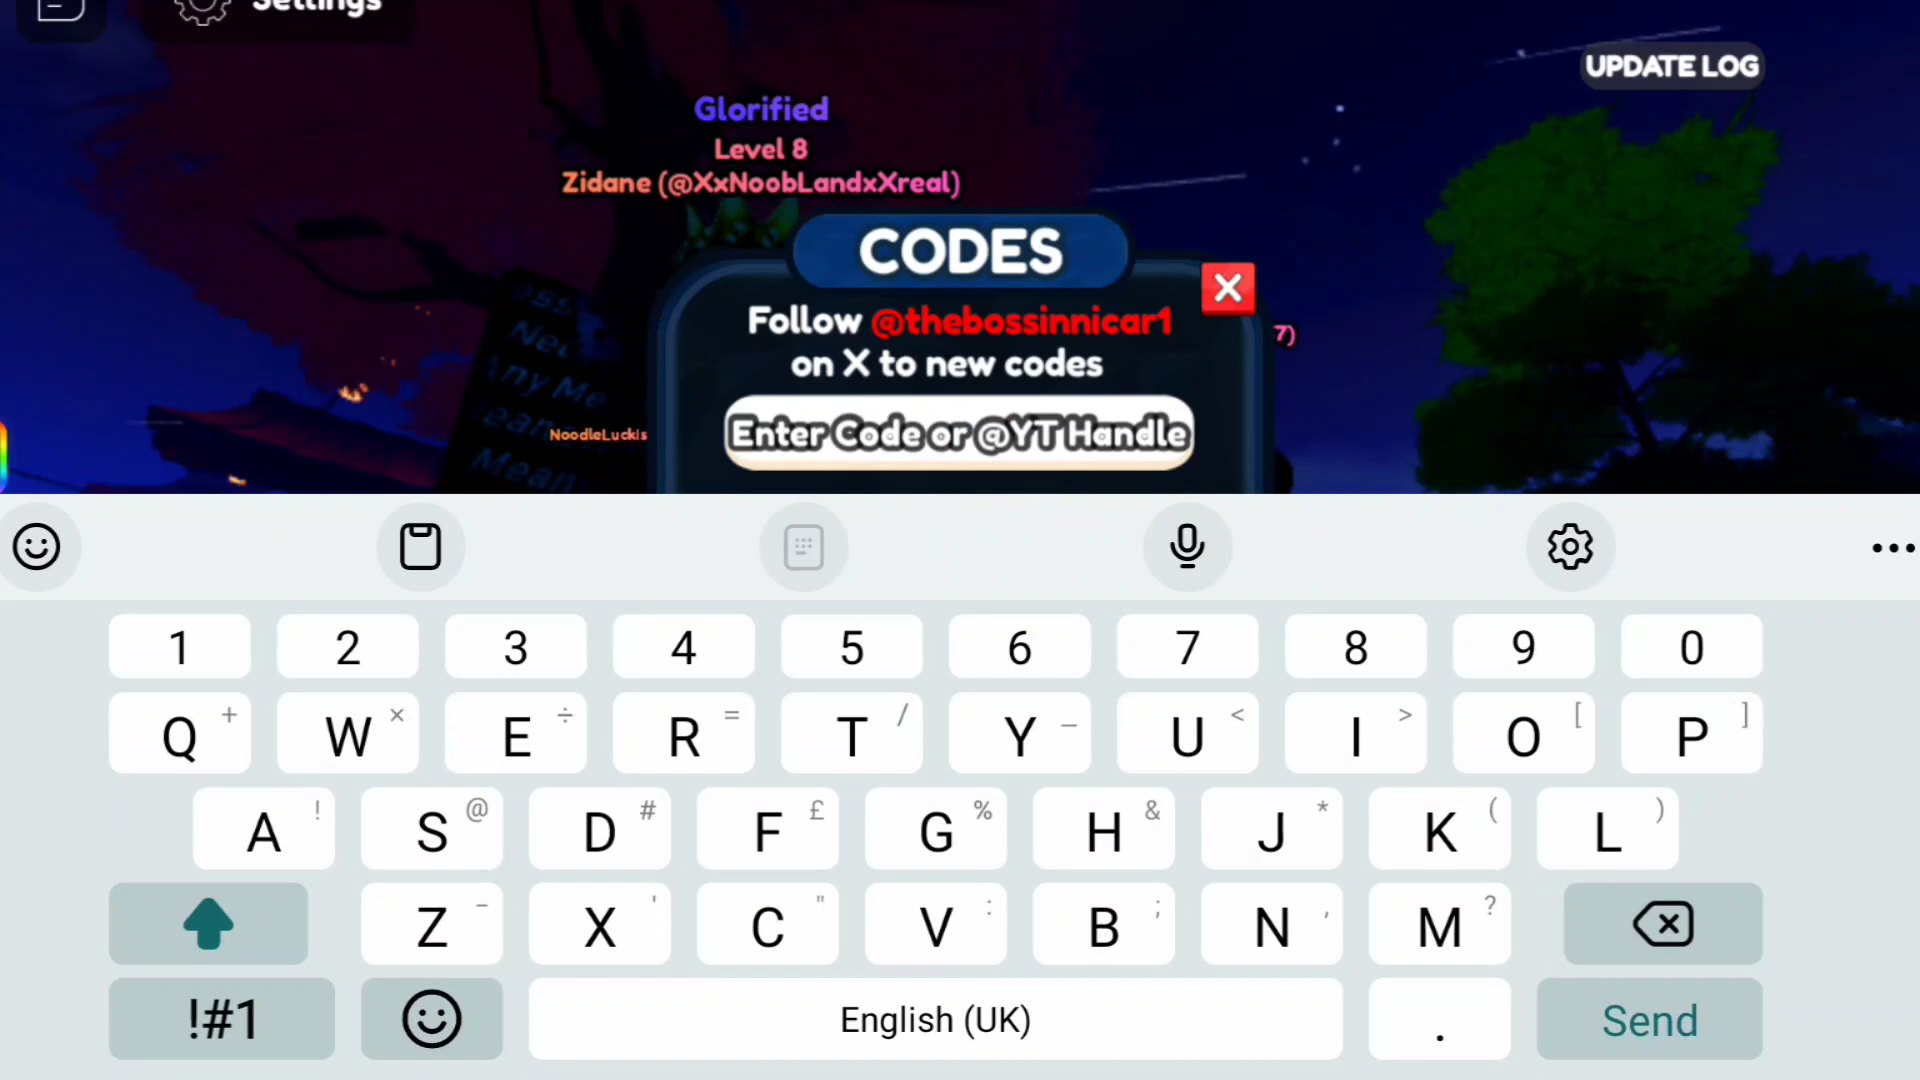 Settings
UPDATE LOG
Glorified
Level 8
Zidane (@XxNoobLandxXreal)
CODES
Follow @thebossinnicar1
on X to new codes
7)
Enter Code or @YT Handle
NoodleLuckis
1 2 3 4 5 6 7 8 9 0
Q + W × E ÷ R = T / Y _ U < I > O [ P ]
A ! S @ D # F £ G % H & J * K ( L )
Z - X ' C " V : B ; N , M ?
!#1 English (UK) . Send